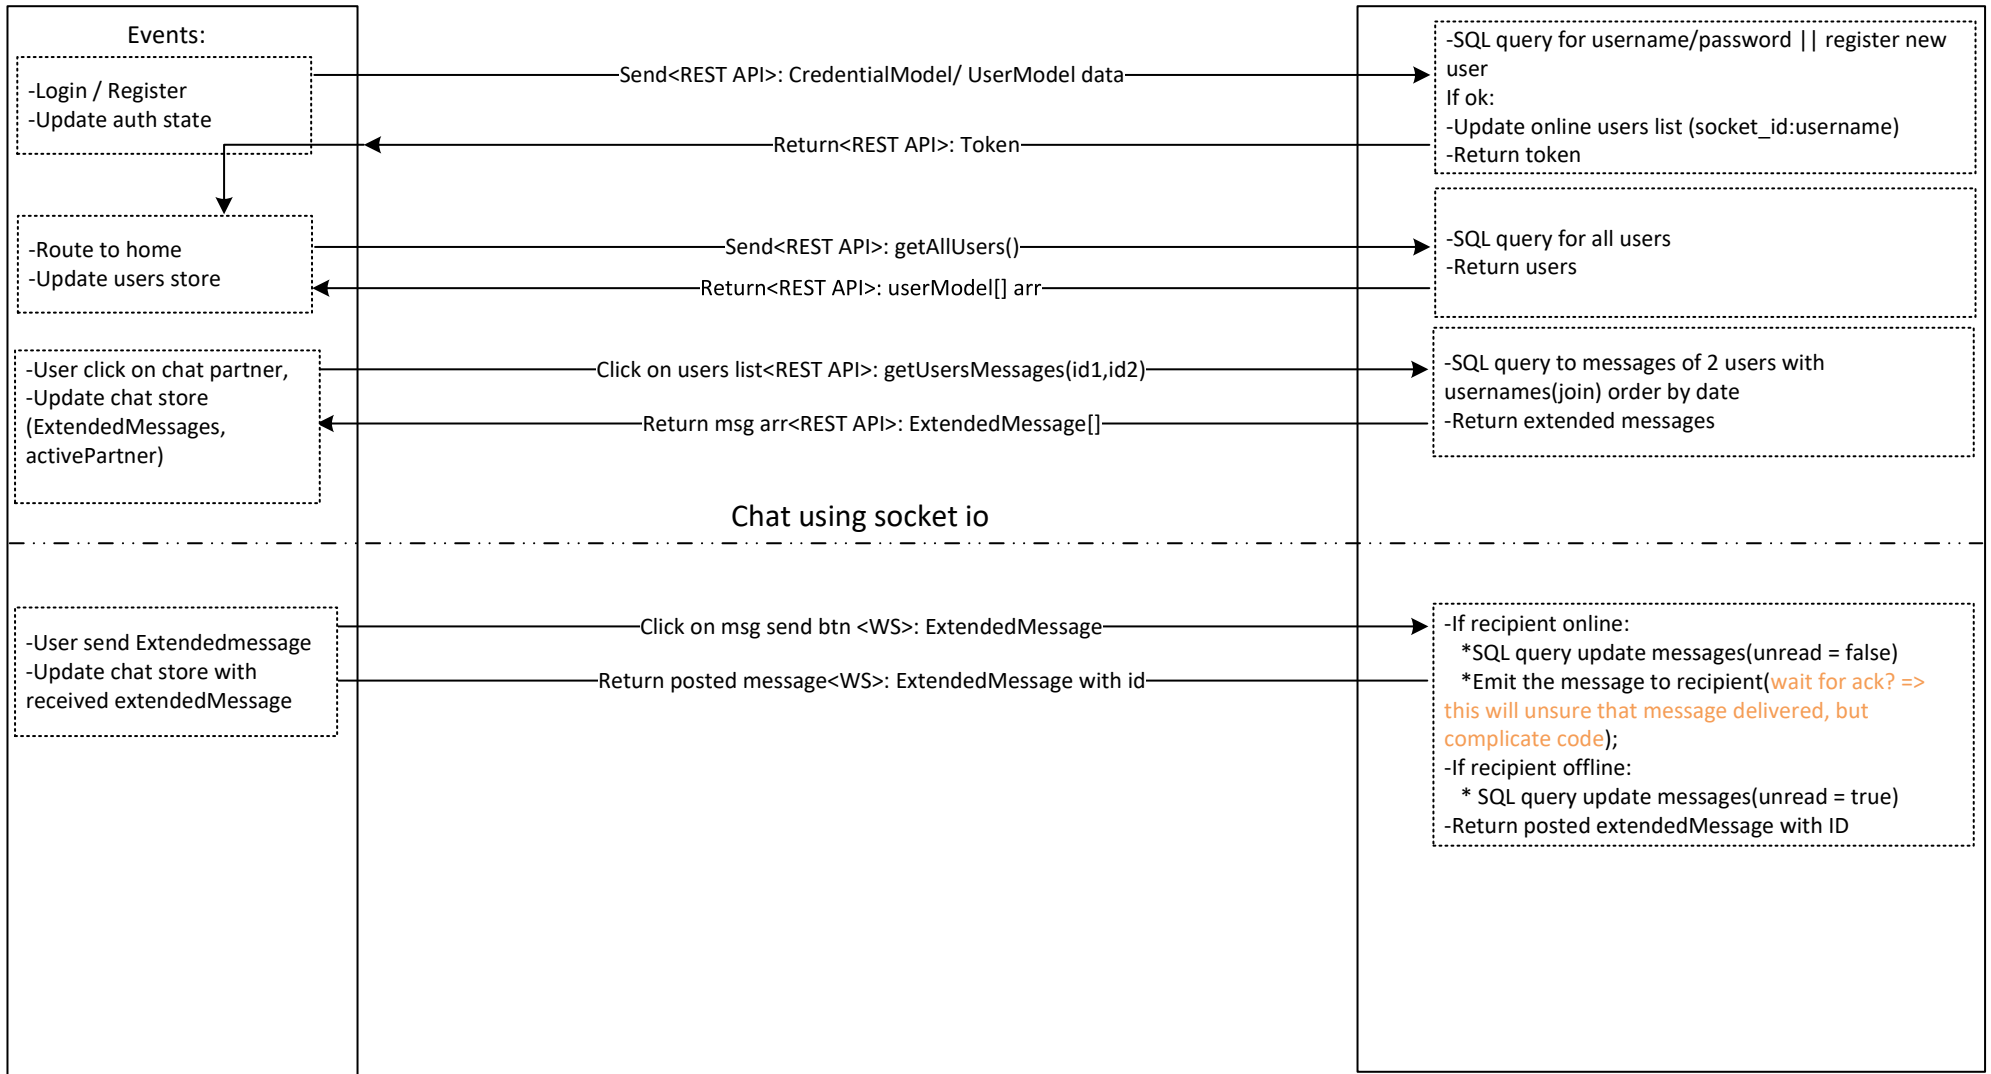 Events:
-Login / Register
-Update auth state
Send<REST API>: CredentialModel/ UserModel data
Return<REST API>: Token
-SQL query for username/password || register new
user
If ok:
-Update online users list (socket_id:username)
-Return token
-Route to home
-Update users store
Send<REST API>: getAllUsers()
Return<REST API>: userModel[] arr
-SQL query for all users
-Return users
-User click on chat partner,
-Update chat store
(ExtendedMessages,
activePartner)
Click on users list<REST API>: getUsersMessages(id1,id2)
Return msg arr<REST API>: ExtendedMessage[]
-SQL query to messages of 2 users with
usernames(join) order by date
-Return extended messages
Chat using socket io
-User send Extendedmessage
-Update chat store with
received extendedMessage
Click on msg send btn <WS>: ExtendedMessage
Return posted message<WS>: ExtendedMessage with id
-If recipient online:
*SQL query update messages(unread = false)
*Emit the message to recipient(wait for ack? =>
this will unsure that message delivered, but
complicate code);
-If recipient offline:
* SQL query update messages(unread = true)
-Return posted extendedMessage with ID